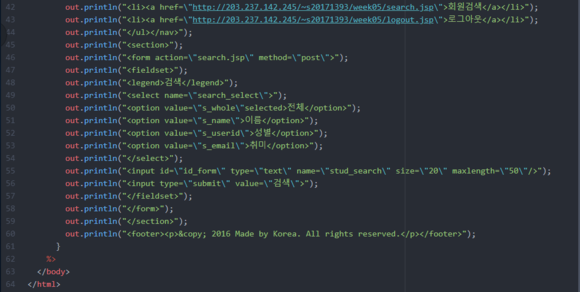 42 out.println("<li><a href=\"http://203.237.142.245/~s20171393/week05/search.jsp\">회원검색</a></li>");
43 out.println("<li><a href=\"http://203.237.142.245/~s20171393/week05/logout.jsp\">로그아웃</a></li>");
44 out.println("</ul></nav>");
45 out.println("<section>");
46 out.println("<form action=\"search.jsp\" method=\"post\">");
47 out.println("<fieldset>");
48 out.println("<legend>검색</legend>");
49 out.println("<select name=\"search_select\">");
50 out.println("<option value=\"s_whole\"selected>전체</option>");
51 out.println("<option value=\"s_name\">이름</option>");
52 out.println("<option value=\"s_userid\">성별</option>");
53 out.println("<option value=\"s_email\">취미</option>");
54 out.println("</select>");
55 out.println("<input id=\"id_form\" type=\"text\" name=\"stud_search\" size=\"20\" maxlength=\"50\"/>");
56 out.println("<input type=\"submit\" value=\"검색\">");
57 out.println("</fieldset>");
58 out.println("</form>");
59 out.println("</section>");
60 out.println("<footer><p>&copy; 2016 Made by Korea. All rights reserved.</p></footer>");
61 }
62 %>
63 </body>
64 </html>